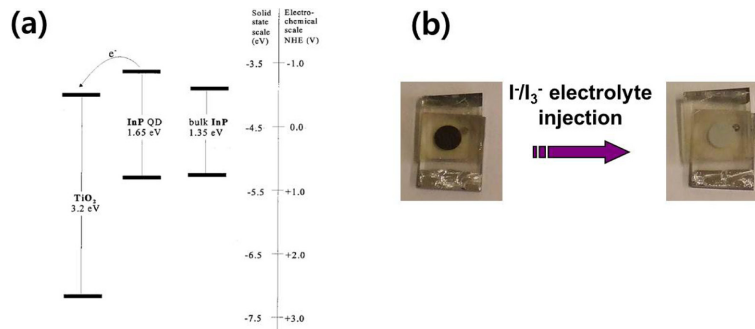 (a)
Solid
state
scale
(eV)
Electro-
chemical
scale
NHE (V)
e⁻
-3.5
-1.0
InP QD
1.65 eV
bulk InP
1.35 eV
-4.5
0.0
TiO₂
3.2 eV
-5.5
+1.0
-6.5
+2.0
-7.5
+3.0
(b)
I⁻/I₃⁻ electrolyte
injection